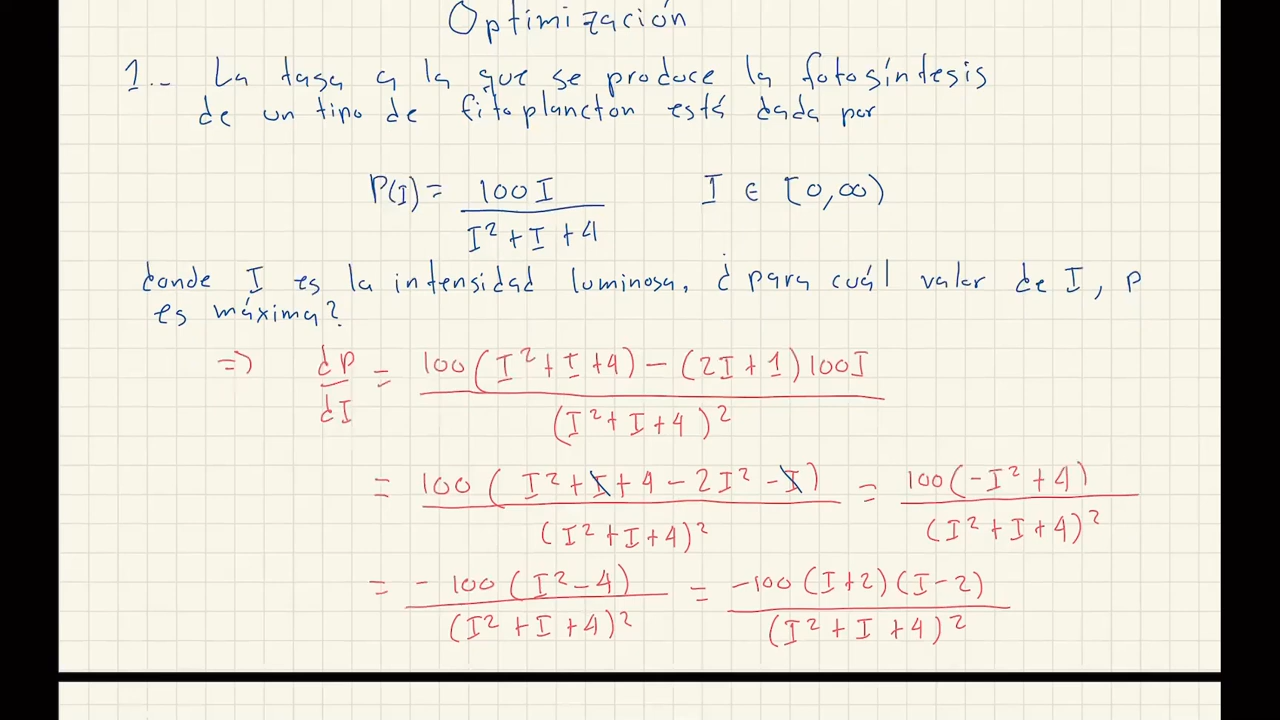 Optimización
1.- La tasa a la que se produce la fotosíntesis
de un tipo de fitoplancton está dada por
P(I) = 100I / (I² + I + 4)    I ∈ [0,∞)
donde I es la intensidad luminosa, ¿para cuál valor de I, P
es máxima?
=> dP/dI = (100(I² + I + 4) − (2I + 1)100I) / (I² + I + 4)²
= 100(I² + I + 4 − 2I² − I) / (I² + I + 4)² = 100(−I² + 4) / (I² + I + 4)²
= −100(I² − 4) / (I² + I + 4)² = −100(I+2)(I−2) / (I² + I + 4)²